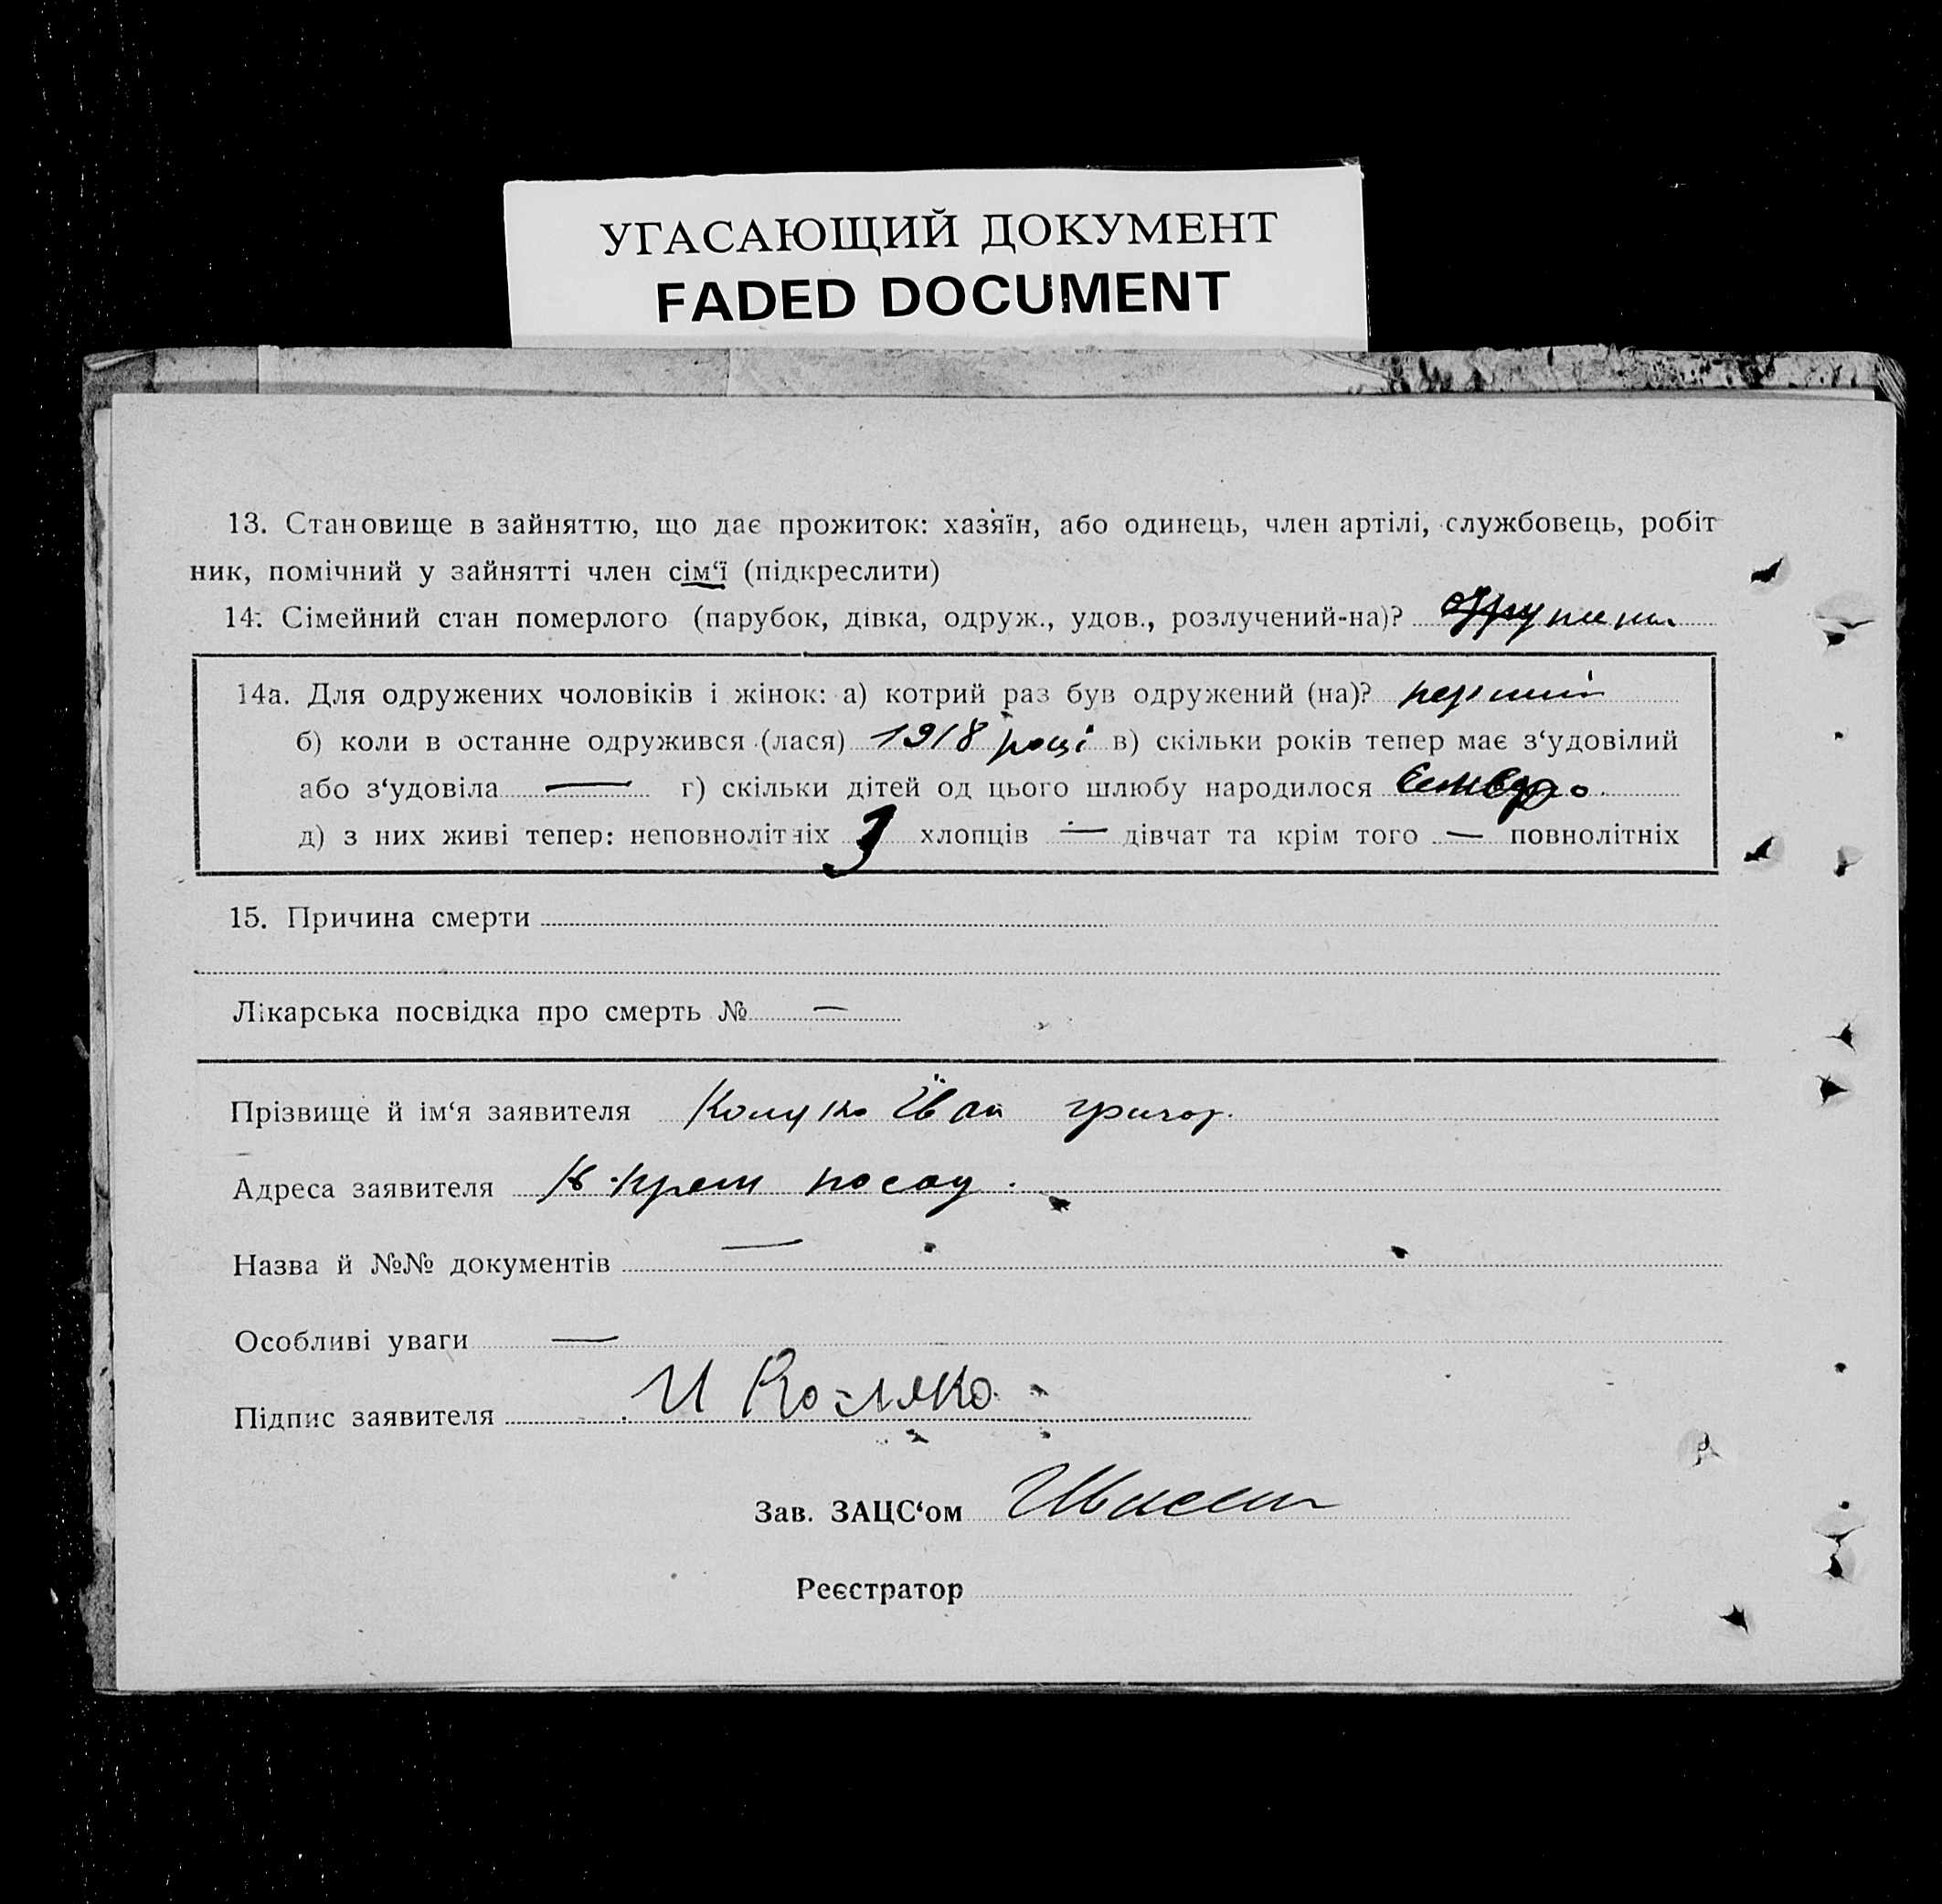 УГАСАЮЩИЙ ДОКУМЕНТ
FADED DOCUMENT
13. Становище в зайняттю, що дає прожиток: хазяїн, або одинець, член артілі, службовець, робіт
ник, помічний у зайнятті член сім‘ї (підкреслити)
14. Сімейний стан померлого (парубок, дівка, одруж., удов., розлучений-на)?
14а. Для одружених чоловіків і жінок: а) котрий раз був одружений (на)? перший
б) коли в останне одружився (лася) 1918 році в) скільки років тепер має з‘удовілий
або з‘удовіла — г) скільки дітей од цього шлюбу народилося
д) з них живі тепер: неповнолітніх хлопців — дівчат та крім того — повнолітніх
15. Причина смерти
Лікарська посвідка про смерть № —
Прізвище й ім‘я заявителя Іван григор.
Адреса заявителя посад.
Назва й №№ документів —
Особливі уваги —
Підпис заявителя И
Зав. ЗАЦС‘ом
Реєстратор